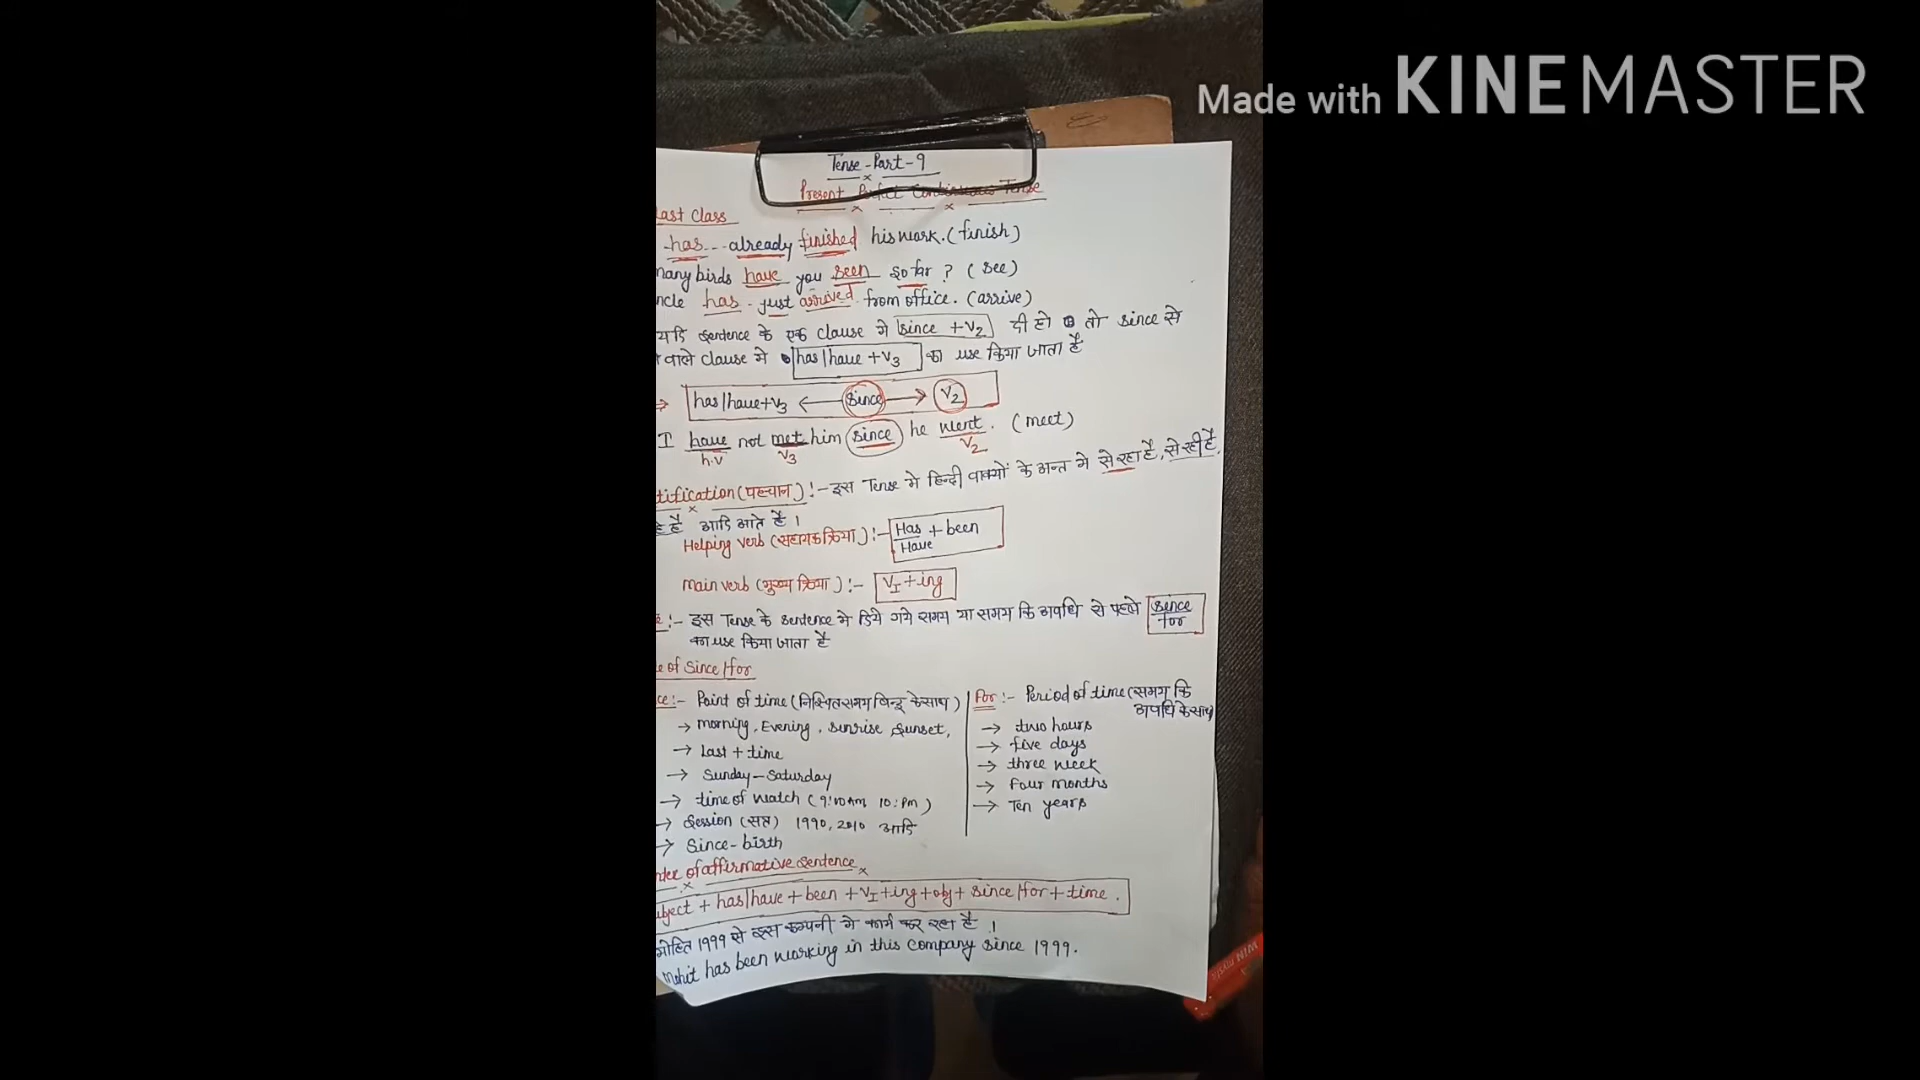 Made with KINEMASTER
Tense-Part-9
Present Perfect Continuous Tense
Last Class
has already finished his work. (finish)
many birds have you seen so far ? (see)
ncle has just arrived from office. (arrive)
यदि Sentence के एक clause मे since + V2 दी हो तो since से
वाले clause मे has/have + V3 का use किया जाता है
⇒ has/have+V3 ← since → V2
I have not met him since he went. (meet)
h.v V3 V2
tification (पहचान) :- इस Tense मे हिन्दी वाक्यों के अन्त मे से रहा है, से रही है,
हे है आदि आते है ।
Helping verb (सहायक क्रिया) :- Has/Have + been
Main verb (मुख्य क्रिया) :- VI + ing
e :- इस Tense के sentence मे दिये गये समय या समय कि अवधि से पहले Since/for
का use किया जाता है
e of Since/for
ce:- Point of time (निश्चित समय बिन्दू के साथ)
→ morning, Evening, sunrise sunset,
→ Last + time
→ Sunday-Saturday
→ time of watch (9:00 Am 10:Pm)
→ Session (सत्र) 1990, 2010 आदि
→ Since-birth
For :- Period of time (समय कि
अवधि के साथ
→ two hours
→ five days
→ three week
→ four months
→ Ten years
of affirmative sentence
ubject + has/have + been + VI + ing + obj + since/for + time.
मोहित 1999 से इस कम्पनी मे कार्य कर रहा है ।
Mohit has been working in this company since 1999.